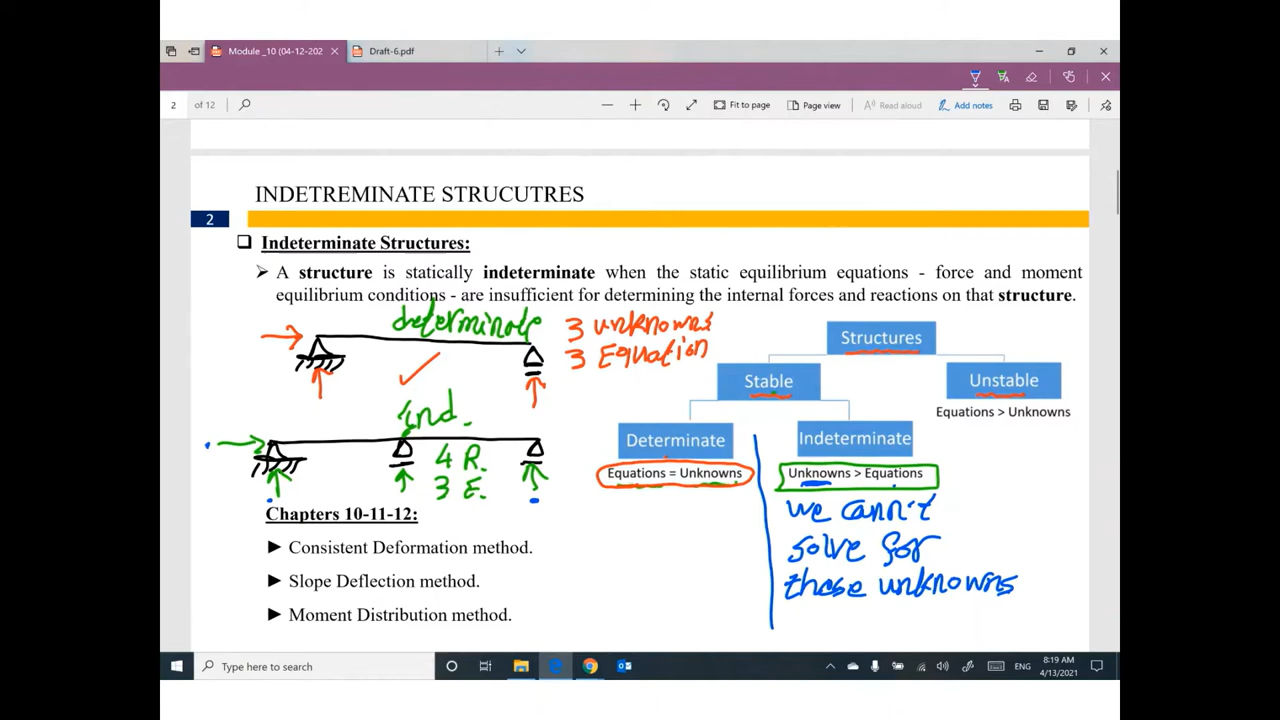 Module _10 (04-12-202
Draft-6.pdf
2 of 12
Fit to page
Page view
Read aloud
Add notes
INDETREMINATE STRUCUTRES
2
Indeterminate Structures:
A structure is statically indeterminate when the static equilibrium equations - force and moment
equilibrium conditions - are insufficient for determining the internal forces and reactions on that structure.
determinate
3 unknowns
3 Equation
Structures
Stable
Unstable
Equations > Unknowns
ind.
4 R.
3 E.
Determinate
Indeterminate
Equations = Unknowns
Unknowns > Equations
we cann't
solve for
those unknowns
Chapters 10-11-12:
Consistent Deformation method.
Slope Deflection method.
Moment Distribution method.
Type here to search
ENG
8:19 AM
4/13/2021